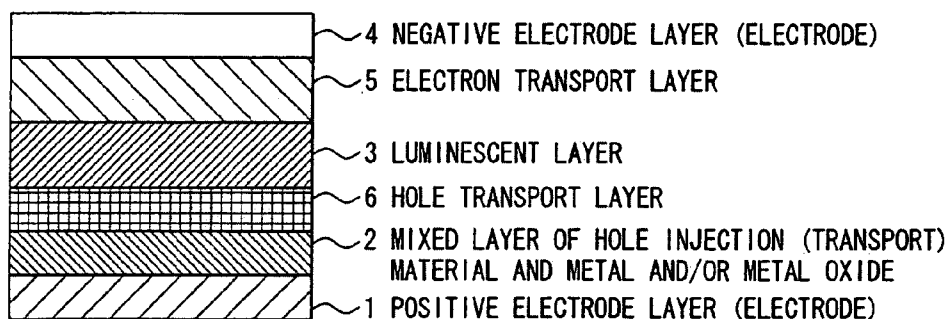 4 NEGATIVE ELECTRODE LAYER (ELECTRODE)
5 ELECTRON TRANSPORT LAYER
3 LUMINESCENT LAYER
6 HOLE TRANSPORT LAYER
2 MIXED LAYER OF HOLE INJECTION (TRANSPORT)
MATERIAL AND METAL AND/OR METAL OXIDE
1 POSITIVE ELECTRODE LAYER (ELECTRODE)